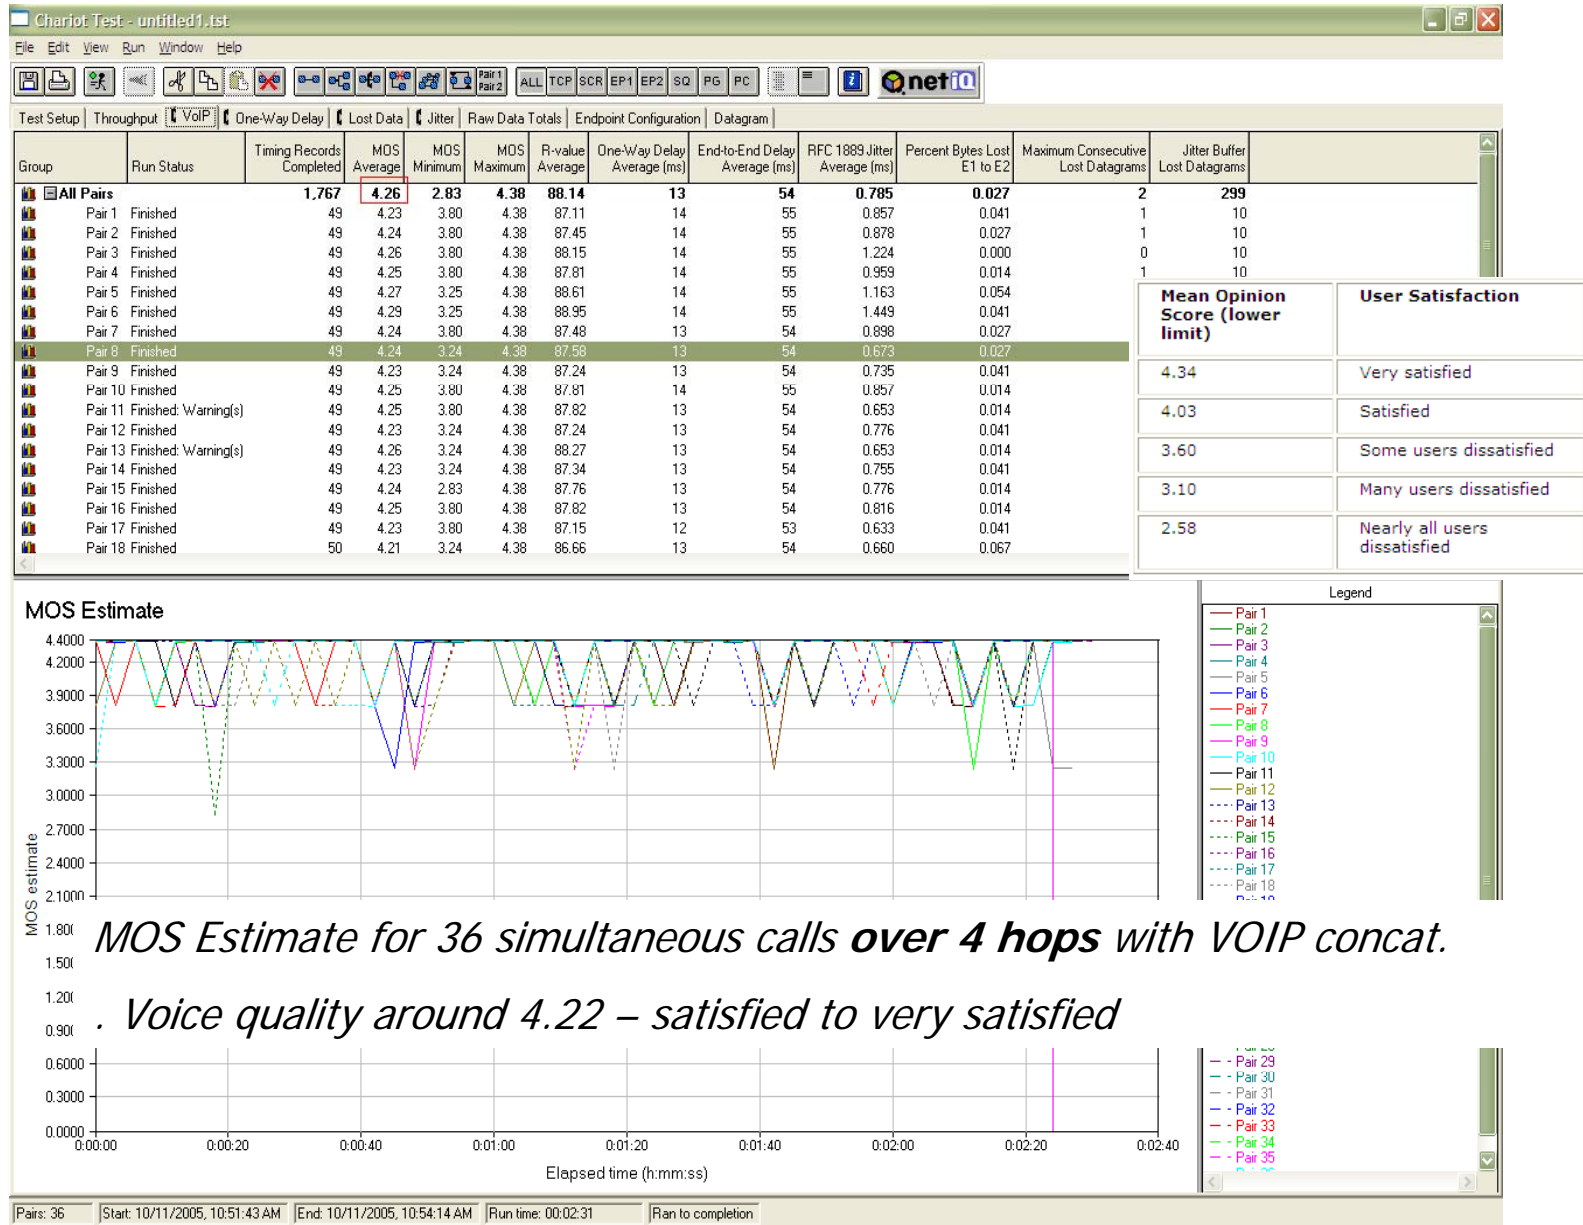 Chariot Test - untitled1.tst
File Edit View Run Window Help
Pair 1 Pair 2 ALL TCP SCR EP1 EP2 SQ PG PC i netiQ
Test Setup Throughput VoIP One-Way Delay Lost Data Jitter Raw Data Totals Endpoint Configuration Datagram
Group Run Status Timing Records Completed MOS Average MOS Minimum MOS Maximum R-value Average One-Way Delay Average (ms) End-to-End Delay Average (ms) RFC 1889 Jitter Average (ms) Percent Bytes Lost E1 to E2 Maximum Consecutive Lost Datagrams Jitter Buffer Lost Datagrams
All Pairs 1,767 4.26 2.83 4.38 88.14 13 54 0.785 0.027 2 299
Pair 1 Finished 49 4.23 3.80 4.38 87.11 14 55 0.857 0.041 1 10
Pair 2 Finished 49 4.24 3.80 4.38 87.45 14 55 0.878 0.027 1 10
Pair 3 Finished 49 4.26 3.80 4.38 88.15 14 55 1.224 0.000 0 10
Pair 4 Finished 49 4.25 3.80 4.38 87.81 14 55 0.959 0.014 1 10
Pair 5 Finished 49 4.27 3.25 4.38 88.61 14 55 1.163 0.054
Pair 6 Finished 49 4.29 3.25 4.38 88.95 14 55 1.449 0.041
Pair 7 Finished 49 4.24 3.80 4.38 87.48 13 54 0.898 0.027
Pair 8 Finished 49 4.24 3.24 4.38 87.58 13 54 0.673 0.027
Pair 9 Finished 49 4.23 3.24 4.38 87.24 13 54 0.735 0.041
Pair 10 Finished 49 4.25 3.80 4.38 87.81 14 55 0.857 0.014
Pair 11 Finished: Warning(s) 49 4.25 3.80 4.38 87.82 13 54 0.653 0.014
Pair 12 Finished 49 4.23 3.24 4.38 87.24 13 54 0.776 0.041
Pair 13 Finished: Warning(s) 49 4.26 3.24 4.38 88.27 13 54 0.653 0.014
Pair 14 Finished 49 4.23 3.24 4.38 87.34 13 54 0.755 0.041
Pair 15 Finished 49 4.24 2.83 4.38 87.76 13 54 0.776 0.014
Pair 16 Finished 49 4.25 3.80 4.38 87.82 13 54 0.816 0.014
Pair 17 Finished 49 4.23 3.80 4.38 87.15 12 53 0.633 0.041
Pair 18 Finished 50 4.21 3.24 4.38 86.66 13 54 0.660 0.067
Mean Opinion Score (lower limit) User Satisfaction
4.34 Very satisfied
4.03 Satisfied
3.60 Some users dissatisfied
3.10 Many users dissatisfied
2.58 Nearly all users dissatisfied
MOS Estimate
4.4000
4.2000
3.9000
3.6000
3.3000
3.0000
2.7000
2.4000
2.1000
1.80
1.50
1.20
0.90
0.6000
0.3000
0.0000
MOS estimate
0:00:00 0:00:20 0:00:40 0:01:00 0:01:20 0:01:40 0:02:00 0:02:20 0:02:40
Elapsed time (h:mm:ss)
MOS Estimate for 36 simultaneous calls over 4 hops with VOIP concat.
. Voice quality around 4.22 – satisfied to very satisfied
Legend
Pair 1
Pair 2
Pair 3
Pair 4
Pair 5
Pair 6
Pair 7
Pair 8
Pair 9
Pair 10
Pair 11
Pair 12
Pair 13
Pair 14
Pair 15
Pair 16
Pair 17
Pair 18
Pair 29
Pair 30
Pair 31
Pair 32
Pair 33
Pair 34
Pair 35
Pairs: 36 Start: 10/11/2005, 10:51:43 AM End: 10/11/2005, 10:54:14 AM Run time: 00:02:31 Ran to completion